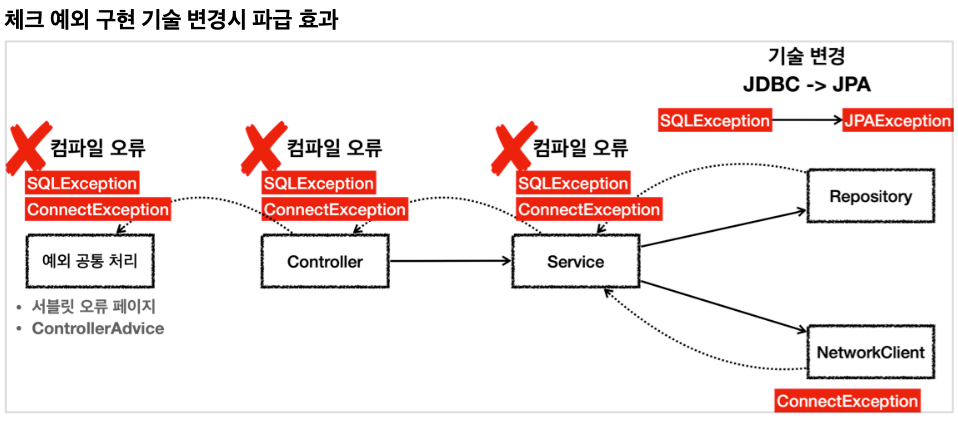 체크 예외 구현 기술 변경시 파급 효과
기술 변경
JDBC -> JPA
SQLException
JPAException
컴파일 오류
SQLException
ConnectException
예외 공통 처리
• 서블릿 오류 페이지
• ControllerAdvice
컴파일 오류
SQLException
ConnectException
Controller
컴파일 오류
SQLException
ConnectException
Service
Repository
NetworkClient
ConnectException